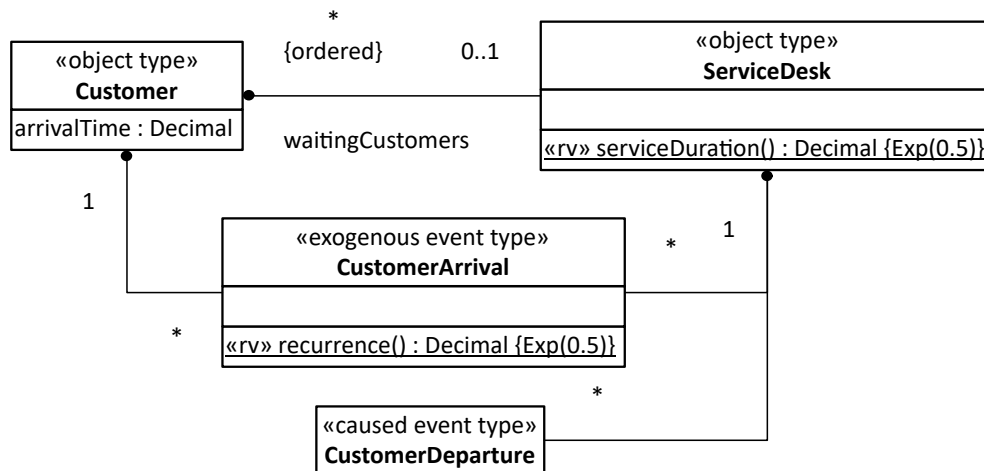 *
{ordered}
0..1
«object type»
Customer
arrivalTime : Decimal
waitingCustomers
«object type»
ServiceDesk
«rv» serviceDuration() : Decimal {Exp(0.5)}
1
«exogenous event type»
CustomerArrival
«rv» recurrence() : Decimal {Exp(0.5)}
*
1
*
*
«caused event type»
CustomerDeparture